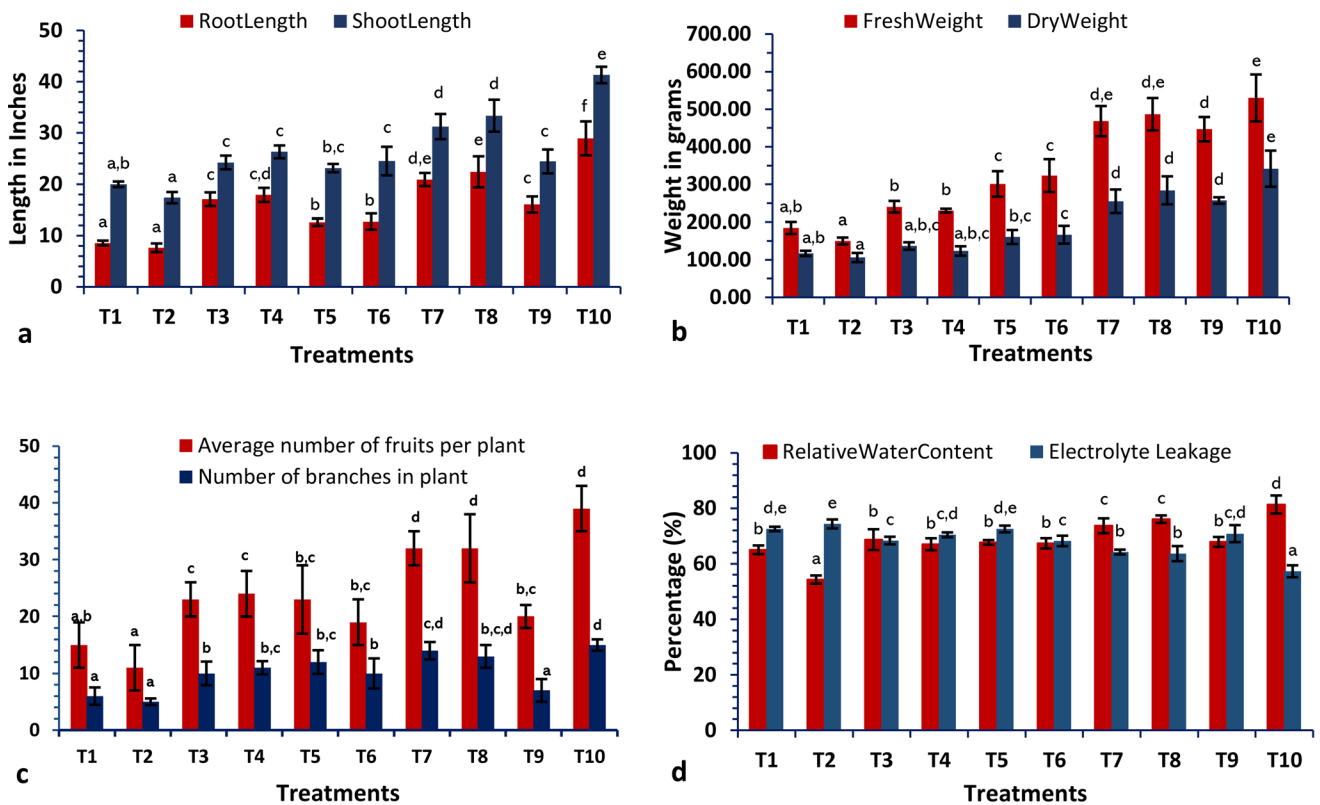 RootLength ShootLength
50
40
30
20
10
0
Length in Inches
a a,b a a c c c,d c b b,c b c d,e d e d c c f e
T1 T2 T3 T4 T5 T6 T7 T8 T9 T10
Treatments
a
FreshWeight DryWeight
700.00
600.00
500.00
400.00
300.00
200.00
100.00
0.00
Weight in grams
a,b a,b a a b a,b,c b a,b,c c b,c c c d,e d d,e d d d e e
T1 T2 T3 T4 T5 T6 T7 T8 T9 T10
Treatments
b
Average number of fruits per plant
Number of branches in plant
50
40
30
20
10
0
a,b a a a c b c b,c b,c b,c b,c b d c,d d b,c,d b,c a d d
T1 T2 T3 T4 T5 T6 T7 T8 T9 T10
Treatments
c
RelativeWaterContent Electrolyte Leakage
100
80
60
40
20
0
Percentage (%)
b d,e a e b c b c,d b d,e b c c b c b b c,d d a
T1 T2 T3 T4 T5 T6 T7 T8 T9 T10
Treatments
d